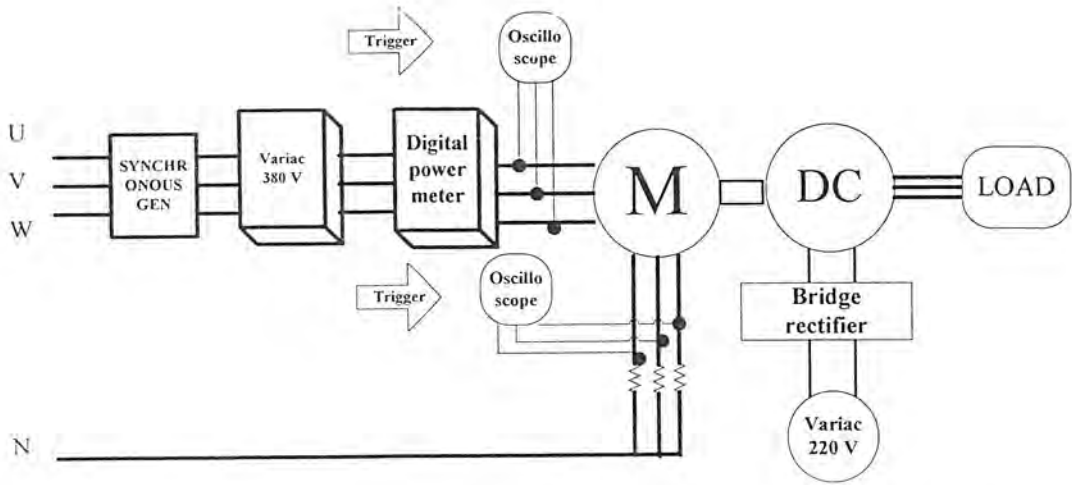 Trigger
Oscillo
scope
U
V
W
SYNCHR
ONOUS
GEN
Variac
380 V
Digital
power
meter
M
DC
LOAD
Trigger
Oscillo
scope
Bridge
rectifier
Variac
220 V
N